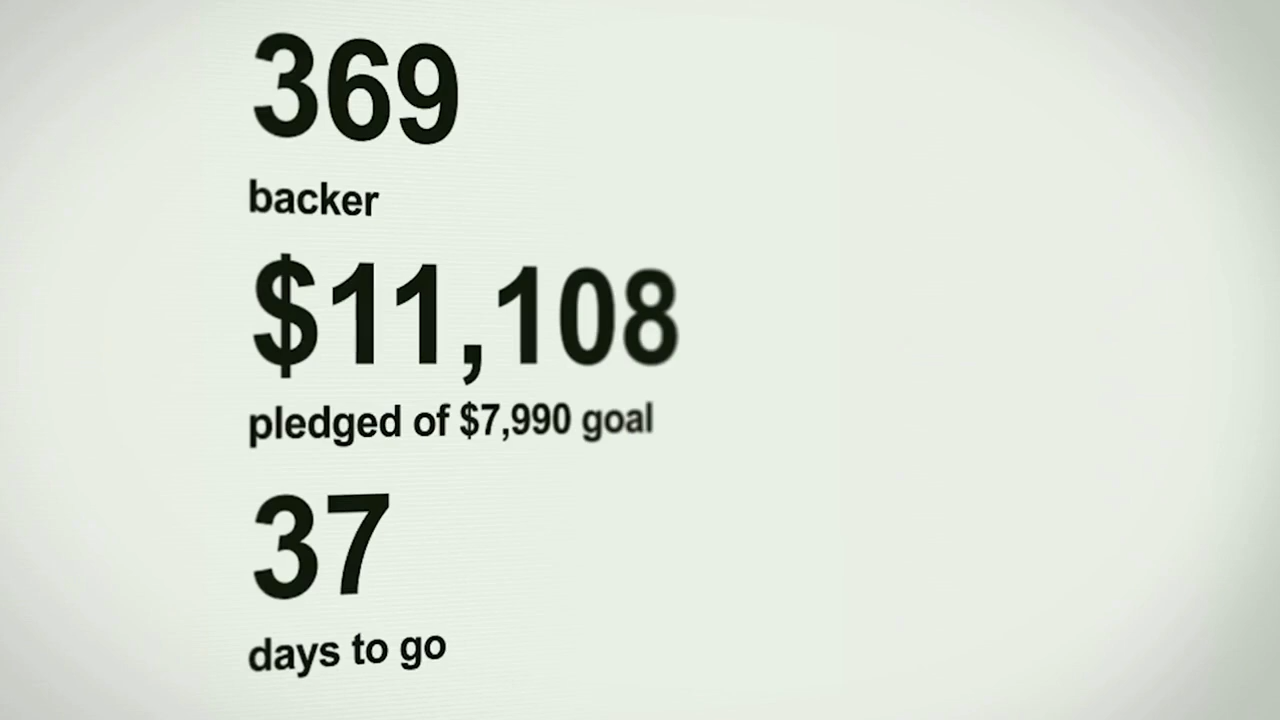 369
backer
$11,108
pledged of $7,990 goal
37
days to go